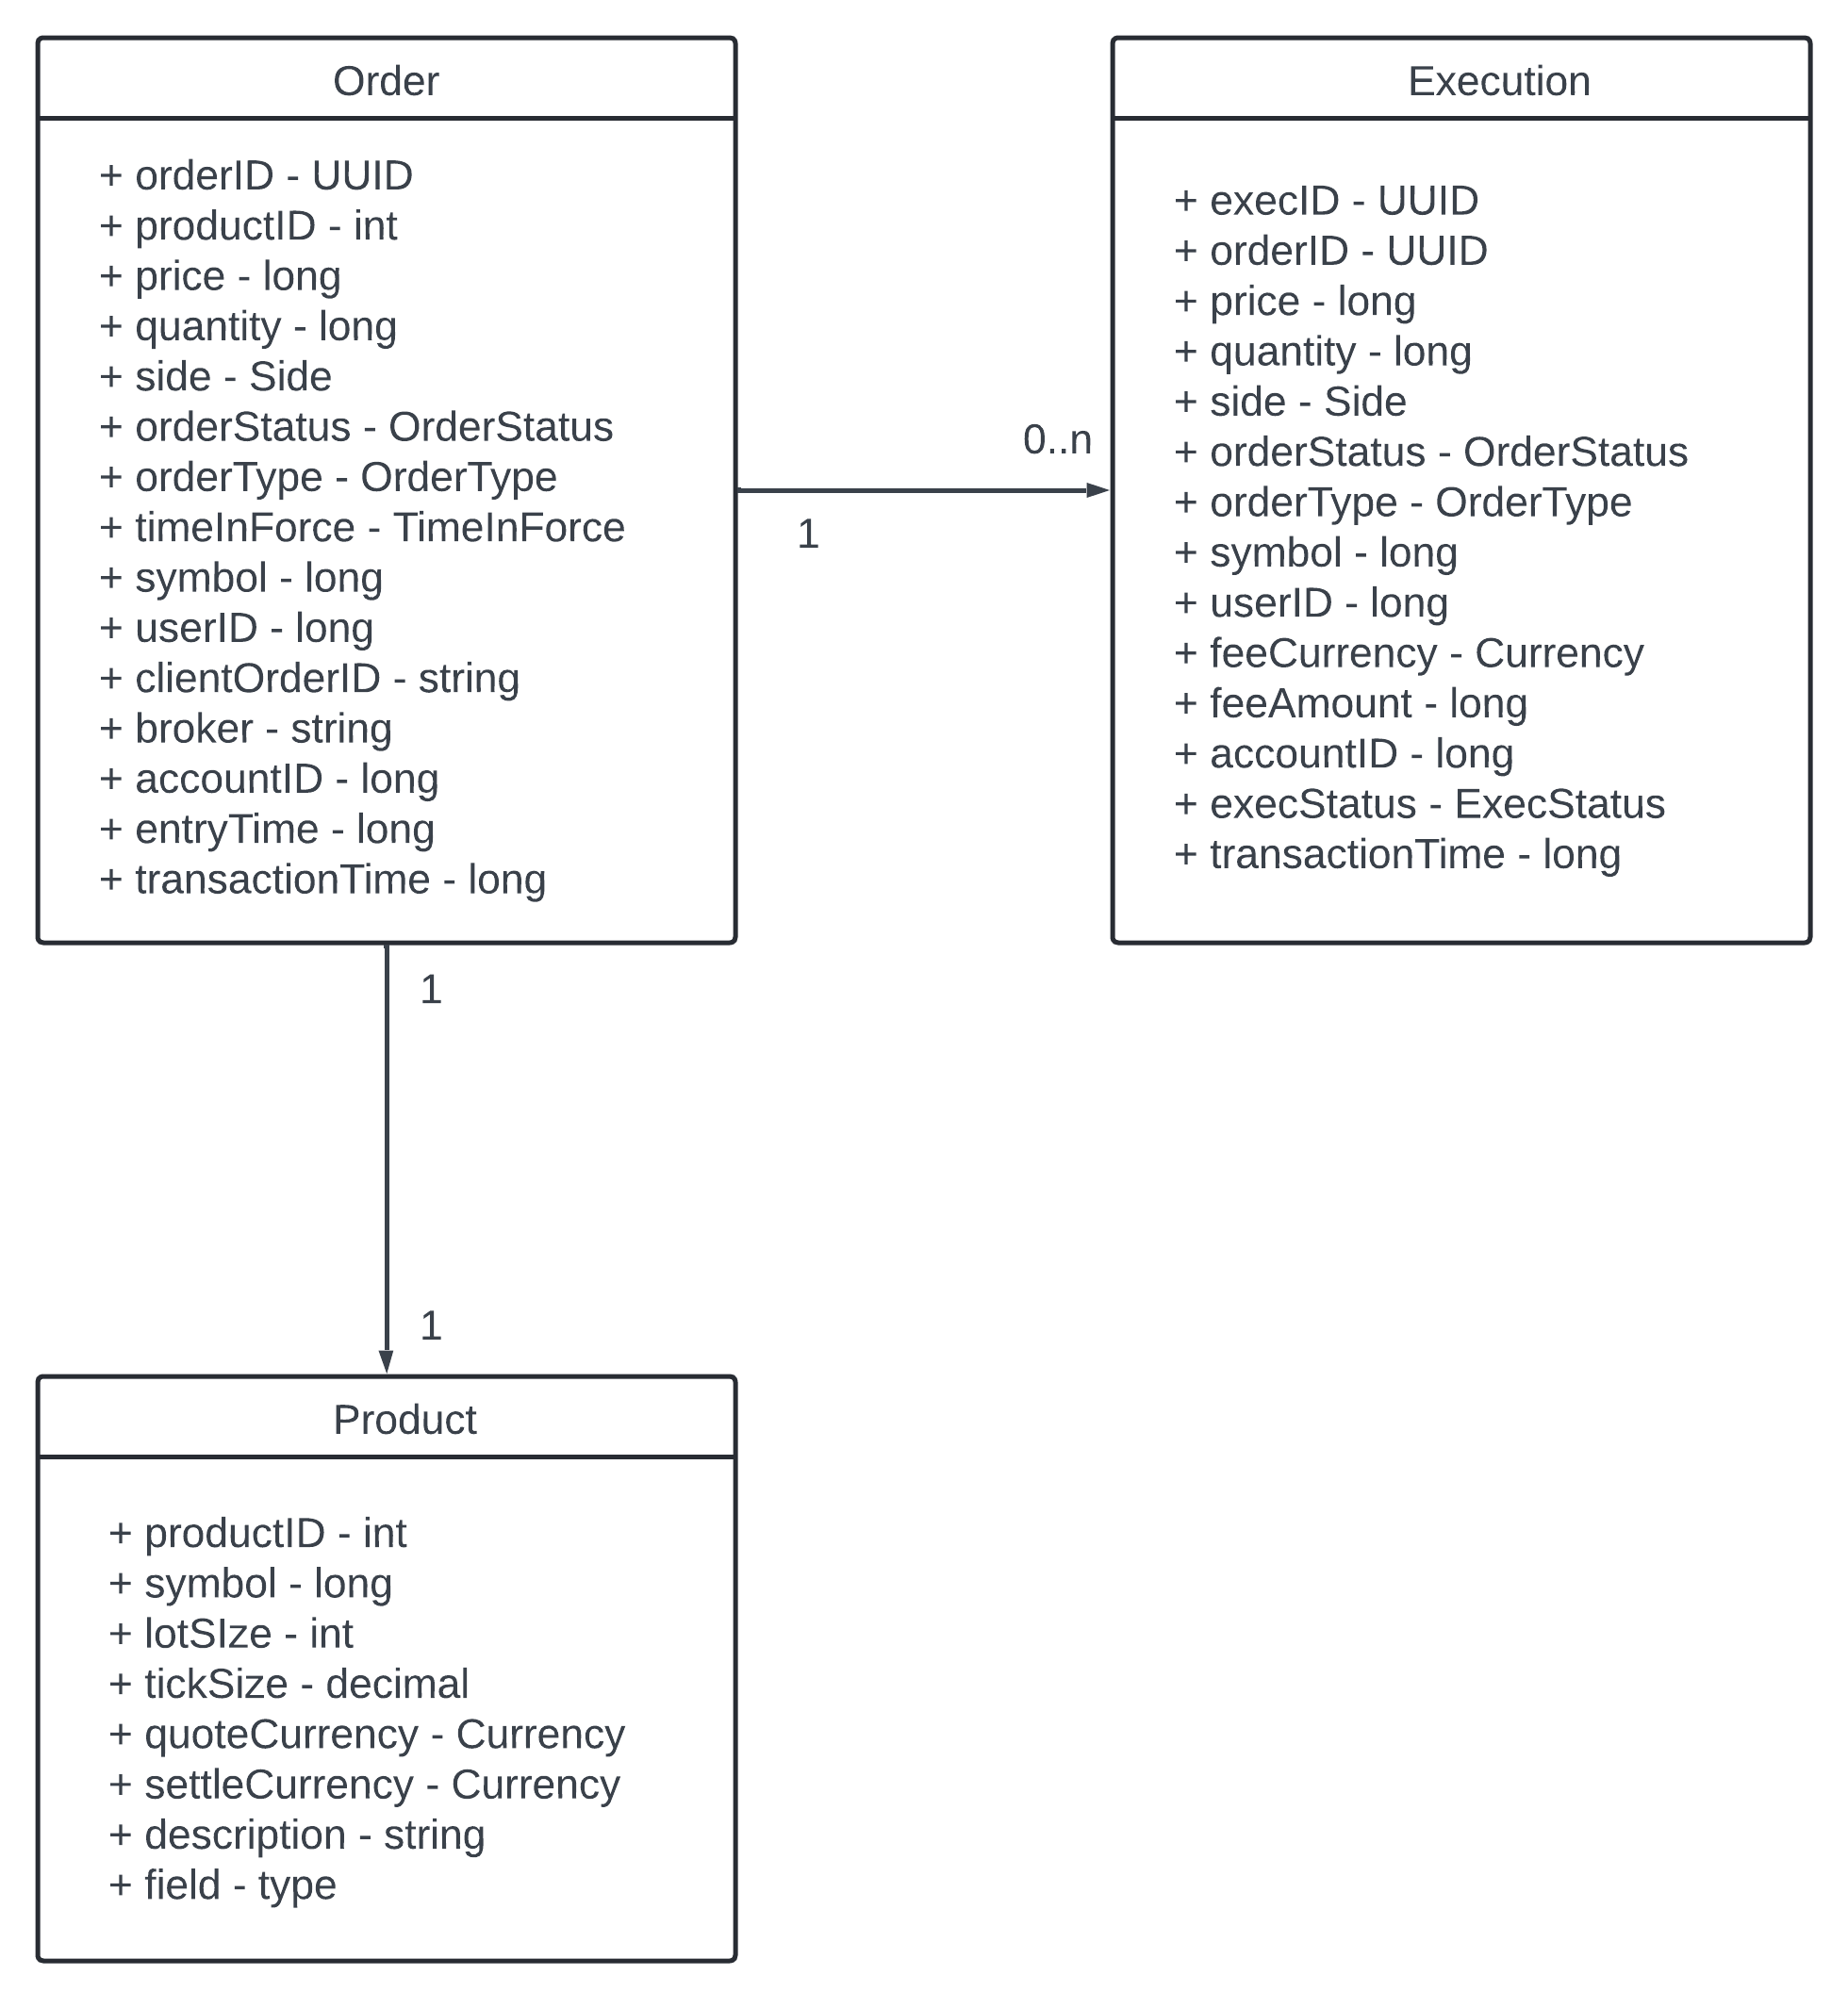 Order
+ orderID - UUID
+ productID - int
+ price - long
+ quantity - long
+ side - Side
+ orderStatus - OrderStatus
+ orderType - OrderType
+ timeInForce - TimeInForce
+ symbol - long
+ userID - long
+ clientOrderID - string
+ broker - string
+ accountID - long
+ entryTime - long
+ transactionTime - long
1
0..n
Execution
+ execID - UUID
+ orderID - UUID
+ price - long
+ quantity - long
+ side - Side
+ orderStatus - OrderStatus
+ orderType - OrderType
+ symbol - long
+ userID - long
+ feeCurrency - Currency
+ feeAmount - long
+ accountID - long
+ execStatus - ExecStatus
+ transactionTime - long
1
1
Product
+ productID - int
+ symbol - long
+ lotSIze - int
+ tickSize - decimal
+ quoteCurrency - Currency
+ settleCurrency - Currency
+ description - string
+ field - type